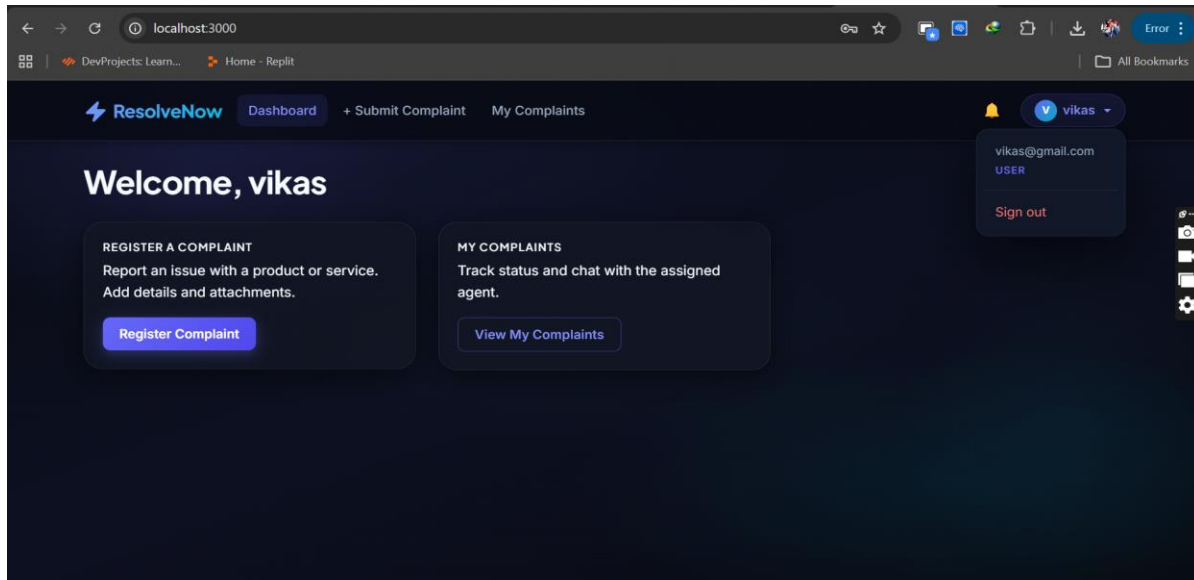 localhost:3000
Error
DevProjects: Learn...
Home - Replit
All Bookmarks
ResolveNow
Dashboard
+ Submit Complaint
My Complaints
V
vikas
vikas@gmail.com
USER
Sign out
Welcome, vikas
REGISTER A COMPLAINT
Report an issue with a product or service.
Add details and attachments.
Register Complaint
MY COMPLAINTS
Track status and chat with the assigned
agent.
View My Complaints